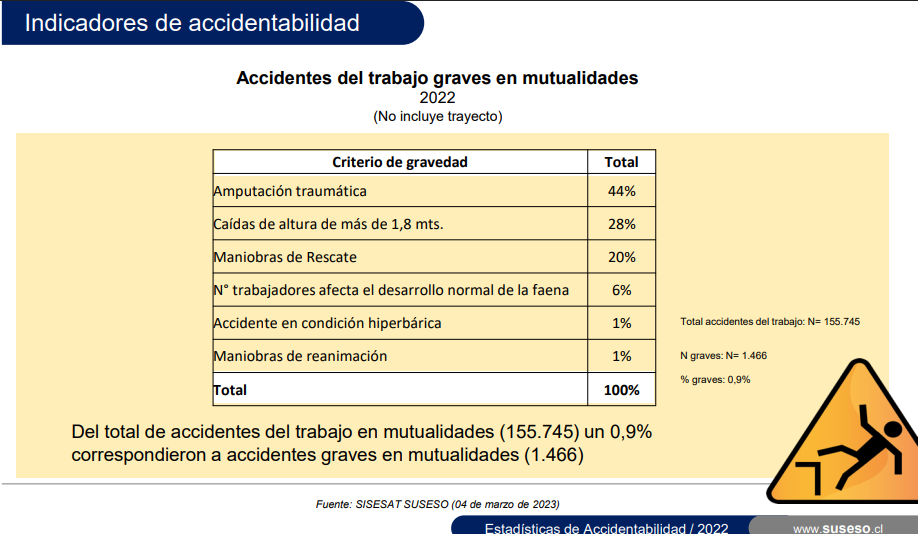 Indicadores de accidentabilidad
Accidentes del trabajo graves en mutualidades
2022
(No incluye trayecto)
Criterio de gravedad Total
Amputación traumática 44%
Caídas de altura de más de 1,8 mts. 28%
Maniobras de Rescate 20%
N° trabajadores afecta el desarrollo normal de la faena 6%
Accidente en condición hiperbárica 1%
Maniobras de reanimación 1%
Total 100%
Total accidentes del trabajo: N= 155.745
N graves: N= 1.466
% graves: 0,9%
Del total de accidentes del trabajo en mutualidades (155.745) un 0,9%
correspondieron a accidentes graves en mutualidades (1.466)
Fuente: SISESAT SUSESO (04 de marzo de 2023)
Estadísticas de Accidentabilidad / 2022
www.suseso.cl